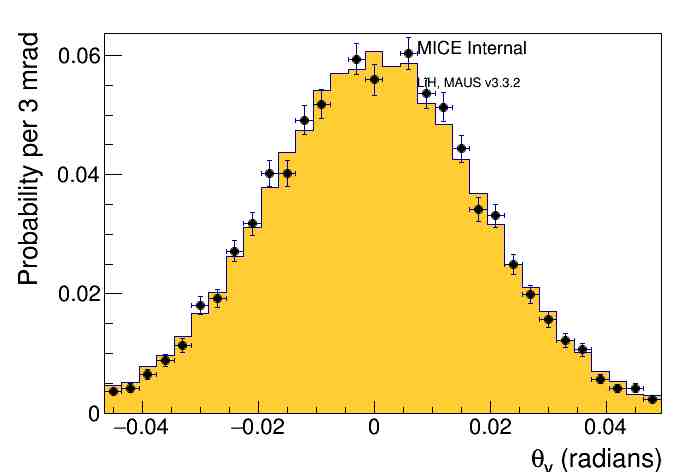 Probability per 3 mrad
0.06
0.04
0.02
0
MICE Internal
LiH, MAUS v3.3.2
−0.04 −0.02 0 0.02 0.04
θy (radians)